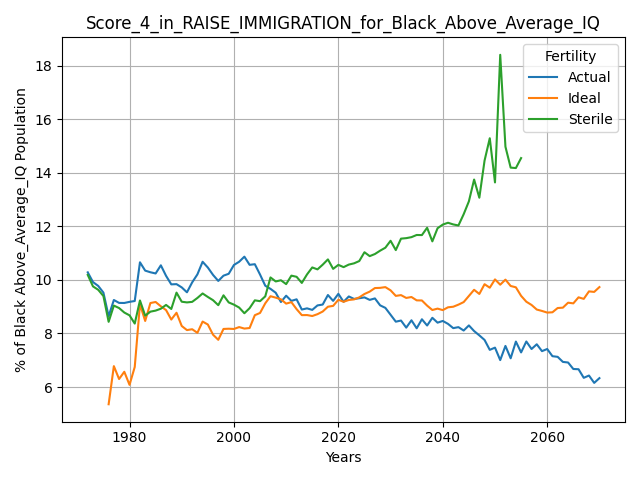 Score_4_in_RAISE_IMMIGRATION_for_Black_Above_Average_IQ
% of Black Above_Average_IQ Population
18
16
14
12
10
8
6
Fertility
Actual
Ideal
Sterile
1980
2000
2020
2040
2060
Years